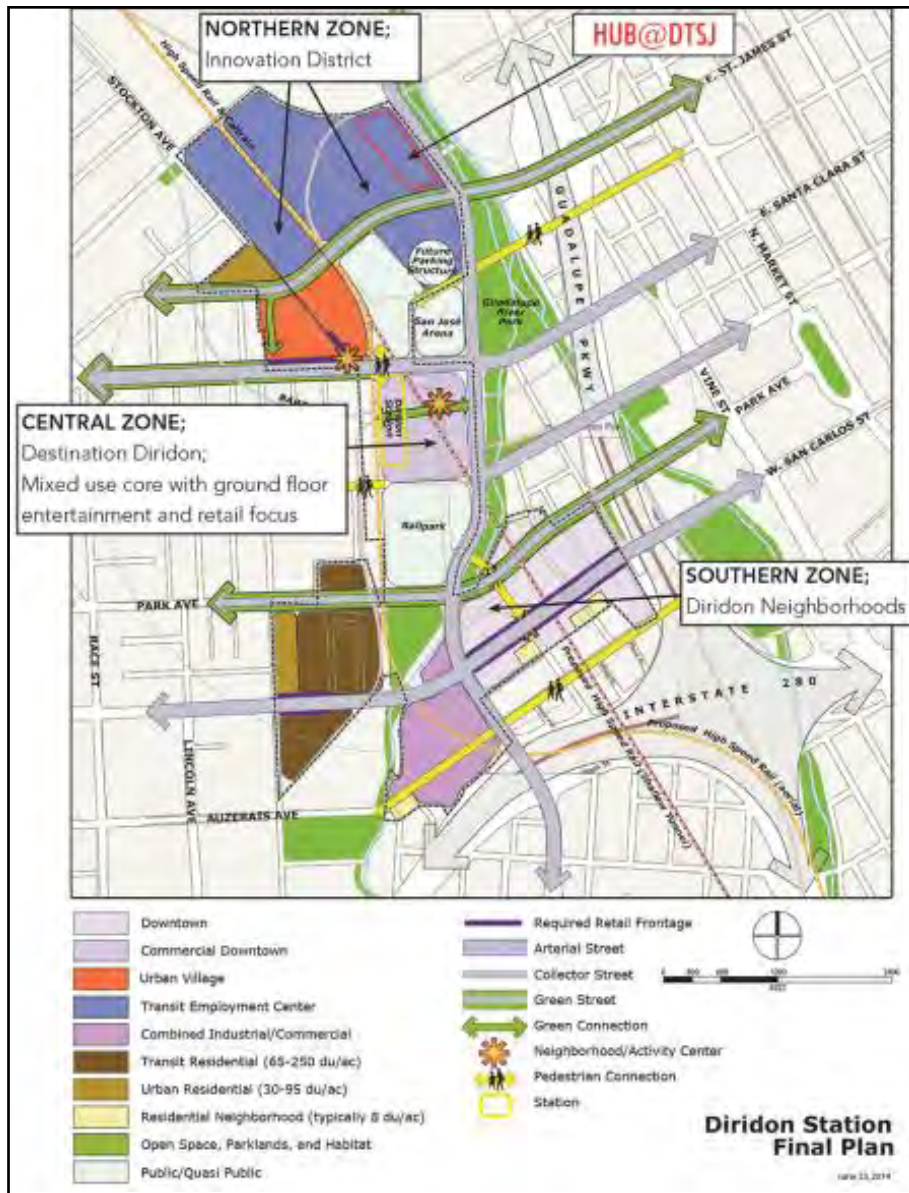 NORTHERN ZONE;
Innovation District
HUB@DTSJ
STOCKTON AVE
E. ST. JAMES ST
E. SANTA CLARA ST
N. MARKET ST
GUADALUPE PKWY
Future
Parking
Structure
San José
Arena
Guadalupe
River
Park
VINE ST
PARK AVE
W. SAN CARLOS ST
CENTRAL ZONE;
Destination Diridon;
Mixed use core with ground floor
entertainment and retail focus
Ballpark
SOUTHERN ZONE;
Diridon Neighborhoods
PARK AVE
RACE ST
LINCOLN AVE
AUZERAIS AVE
INTERSTATE 280
Proposed High Speed Rail (aerial)
Downtown
Commercial Downtown
Urban Village
Transit Employment Center
Combined Industrial/Commercial
Transit Residential (65-250 du/ac)
Urban Residential (30-95 du/ac)
Residential Neighborhood (typically 8 du/ac)
Open Space, Parklands, and Habitat
Public/Quasi Public
Required Retail Frontage
Arterial Street
Collector Street
Green Street
Green Connection
Neighborhood/Activity Center
Pedestrian Connection
Station
Diridon Station
Final Plan